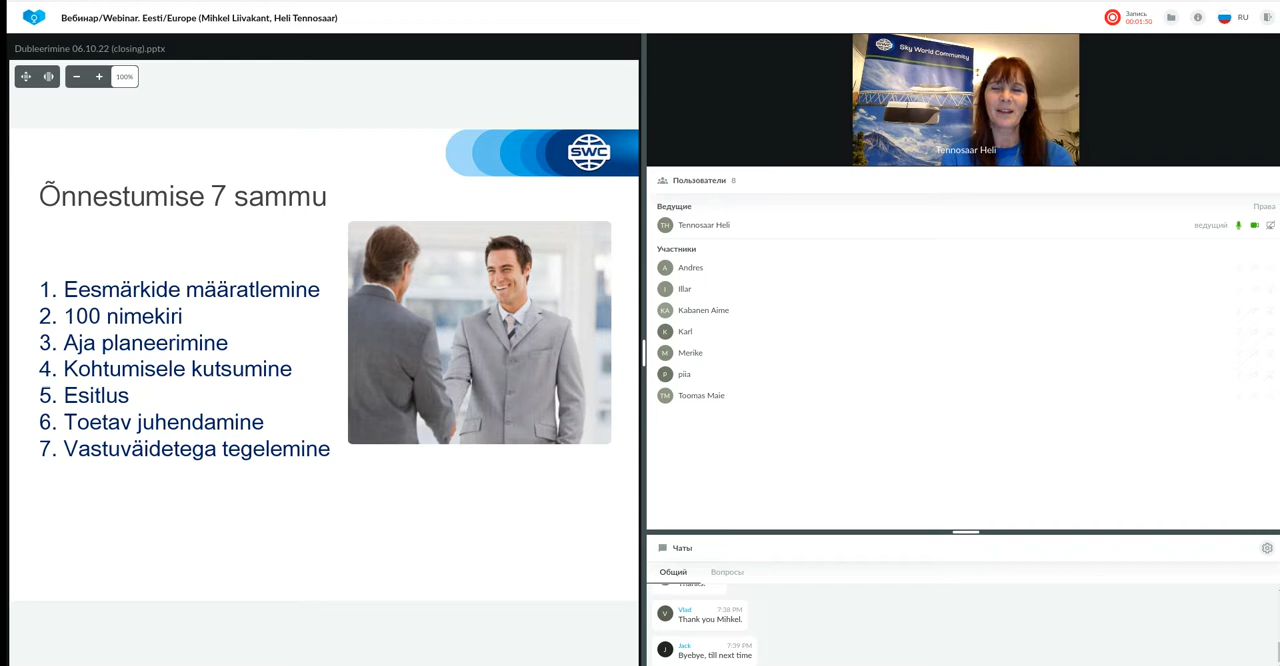 Вебинар/Webinar. Eesti/Europe (Mihkel Liivakant, Heli Tennosaar)
Запись
00:01:50
RU
Dubleerimine 06.10.22 (closing).pptx
100%
SWC
Õnnestumise 7 sammu
1. Eesmärkide määratlemine
2. 100 nimekiri
3. Aja planeerimine
4. Kohtumisele kutsumine
5. Esitlus
6. Toetav juhendamine
7. Vastuväidetega tegelemine
Sky World Community
Tennosaar Heli
Пользователи 8
Ведущие Права
TH Tennosaar Heli ведущий
Участники
A Andres
I Illar
KA Kabanen Aime
K Karl
M Merike
P piia
TM Toomas Maie
Чаты
Общий Вопросы
Thanks.
V Vlad 7:38 PM
Thank you Mihkel.
J Jack 7:39 PM
Byebye, till next time